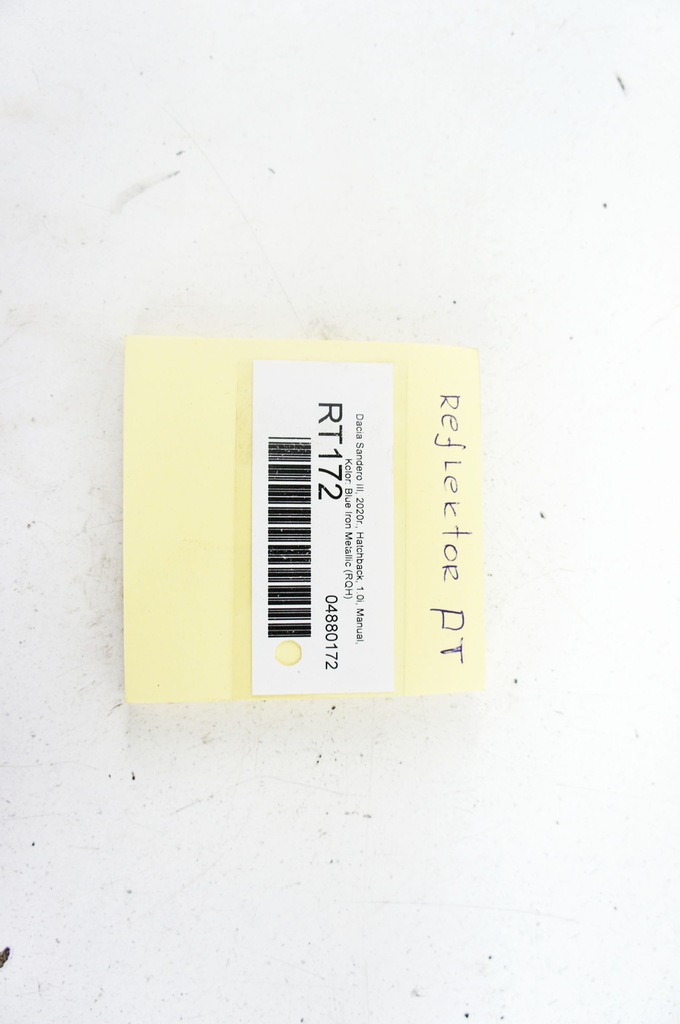 Reflektor PT
Dacia Sandero III, 2020r., Hatchback, 1.0i, Manual,
Kolor: Blue Iron Metallic (RQH)
RT172
04880172